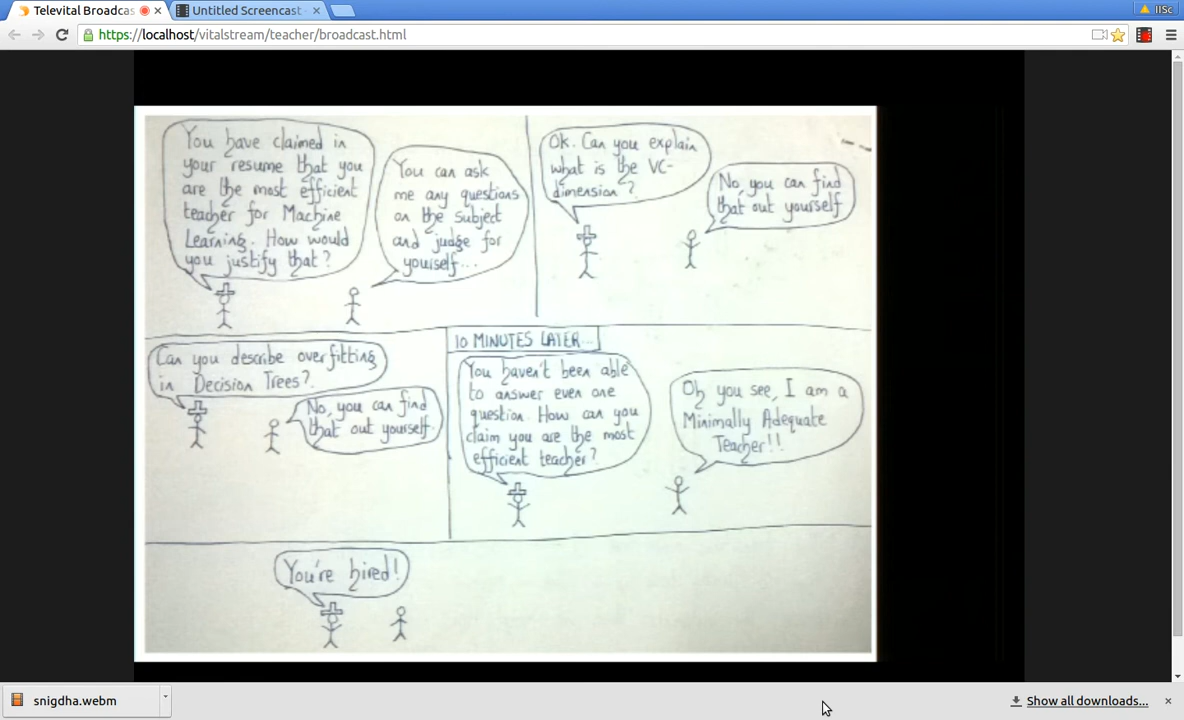 Televital Broadcas
Untitled Screencast
IISc
https://localhost/vitalstream/teacher/broadcast.html
You have claimed in
your resume that you
are the most efficient
teacher for Machine
Learning. How would
you justify that?
You can ask
me any questions
on the subject
and judge for
yourself...
Ok. Can you explain
what is the VC-
dimension?
No, you can find
that out yourself
Can you describe overfitting
in Decision Trees?
No, you can find
that out yourself.
10 MINUTES LATER...
You haven't been able
to answer even one
question. How can you
claim you are the most
efficient teacher?
Oh you see, I am a
Minimally Adequate
Teacher!!
You're hired!
snigdha.webm
Show all downloads...